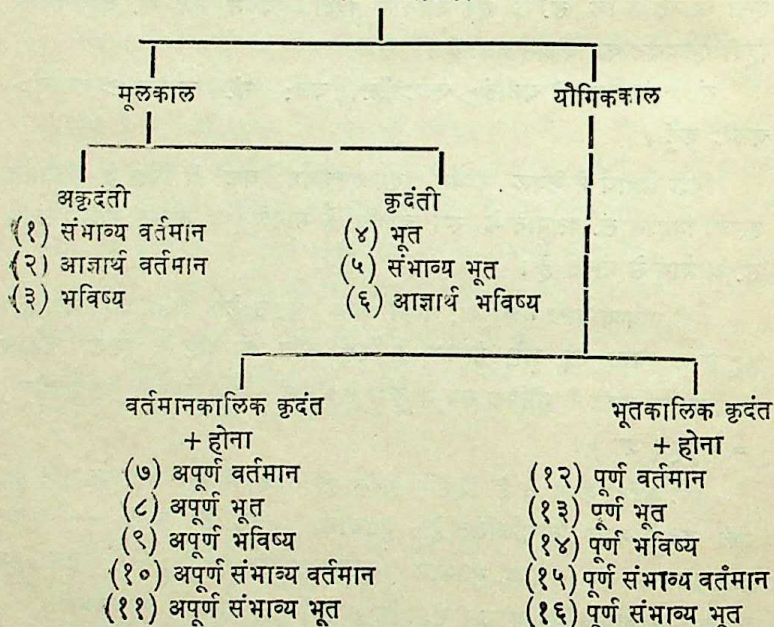 मूलकाल
यौगिककाल
अकृदंती
(१) संभाव्य वर्तमान
(२) आज्ञार्थ वर्तमान
(३) भविष्य
कृदंती
(४) भूत
(५) संभाव्य भूत
(६) आज्ञार्थ भविष्य
वर्तमानकालिक कृदंत
+ होना
(७) अपूर्ण वर्तमान
(८) अपूर्ण भूत
(९) अपूर्ण भविष्य
(१०) अपूर्ण संभाव्य वर्तमान
(११) अपूर्ण संभाव्य भूत
भूतकालिक कृदंत
+ होना
(१२) पूर्ण वर्तमान
(१३) पूर्ण भूत
(१४) पूर्ण भविष्य
(१५) पूर्ण संभाव्य वर्तमान
(१६) पूर्ण संभाव्य भूत